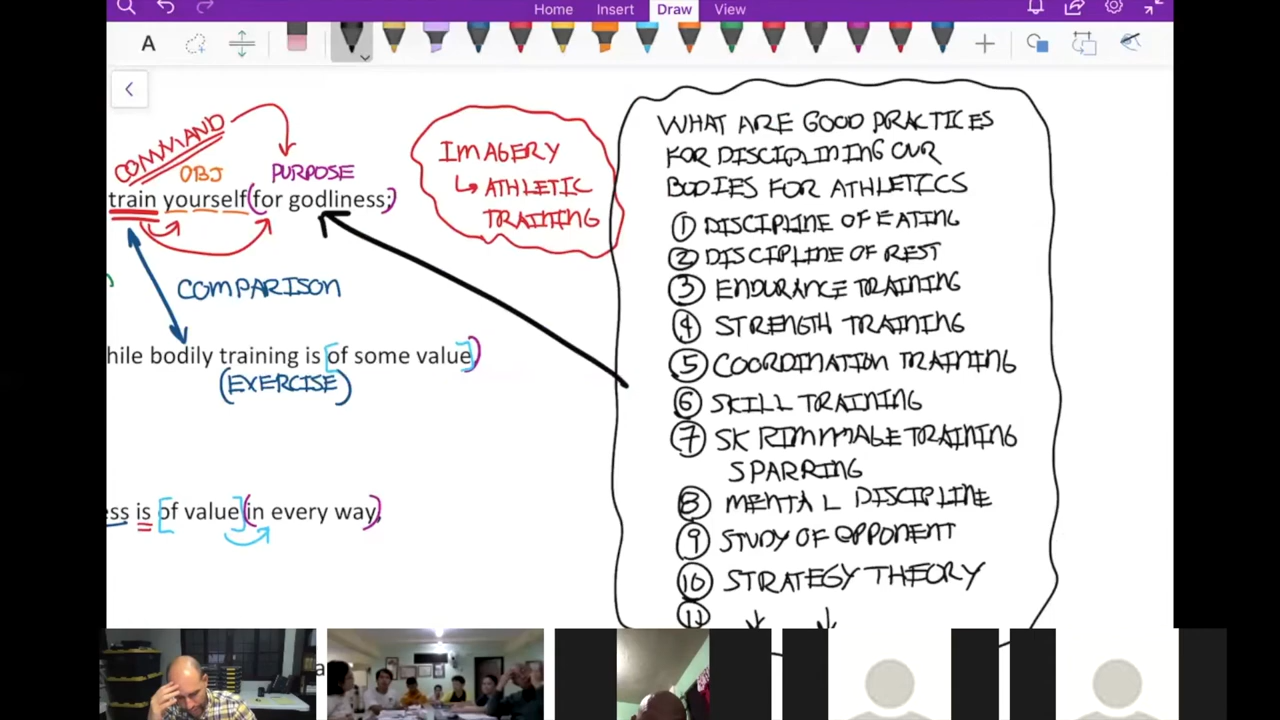 Home Insert Draw View
A
COMMAND
OBJ PURPOSE
train yourself (for godliness;)
IMAGERY
↳ ATHLETIC
TRAINING
COMPARISON
hile bodily training is [of some value])
(EXERCISE)
ess is [of value] (in every way,)
WHAT ARE GOOD PRACTICES
FOR DISCIPLINING OUR
BODIES FOR ATHLETICS
① DISCIPLINE OF EATING
② DISCIPLINE OF REST
③ ENDURANCE TRAINING
④ STRENGTH TRAINING
⑤ COORDINATION TRAINING
⑥ SKILL TRAINING
⑦ SKRIMMAGE TRAINING
SPARRING
⑧ MENTAL DISCIPLINE
⑨ STUDY OF OPPONENT
⑩ STRATEGY THEORY
⑪ ↓ ↓
a